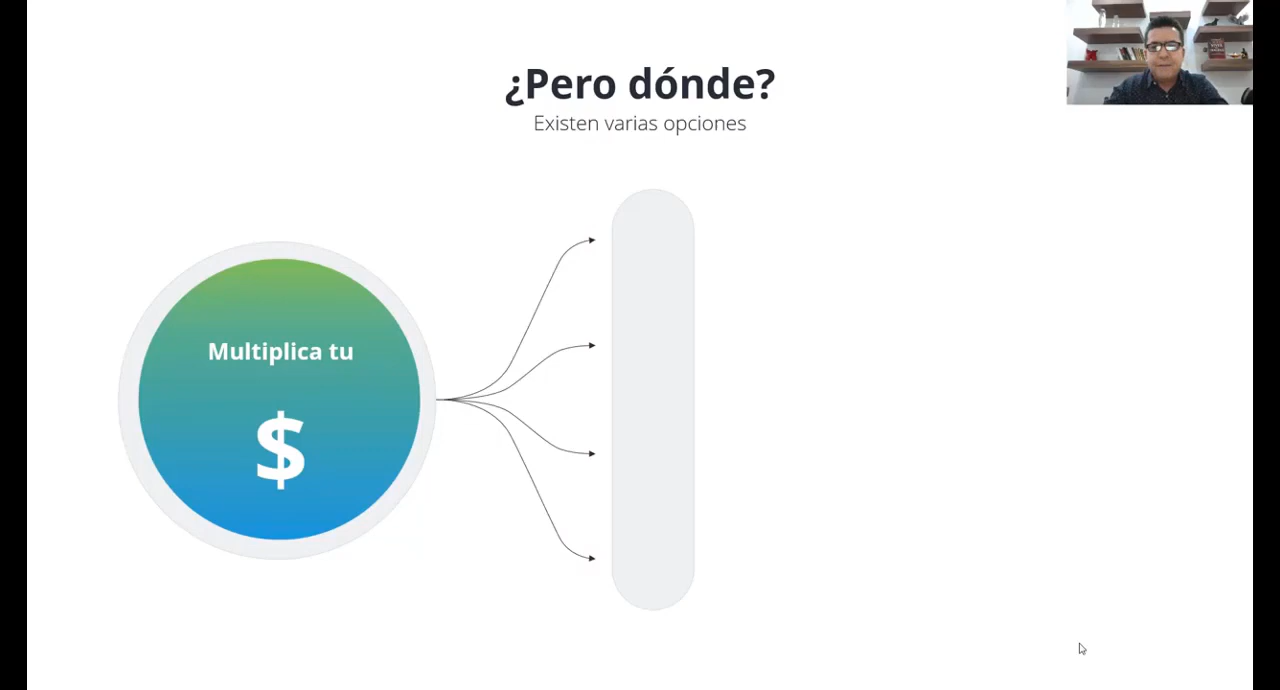 ¿Pero dónde?
Existen varias opciones
Multiplica tu
$